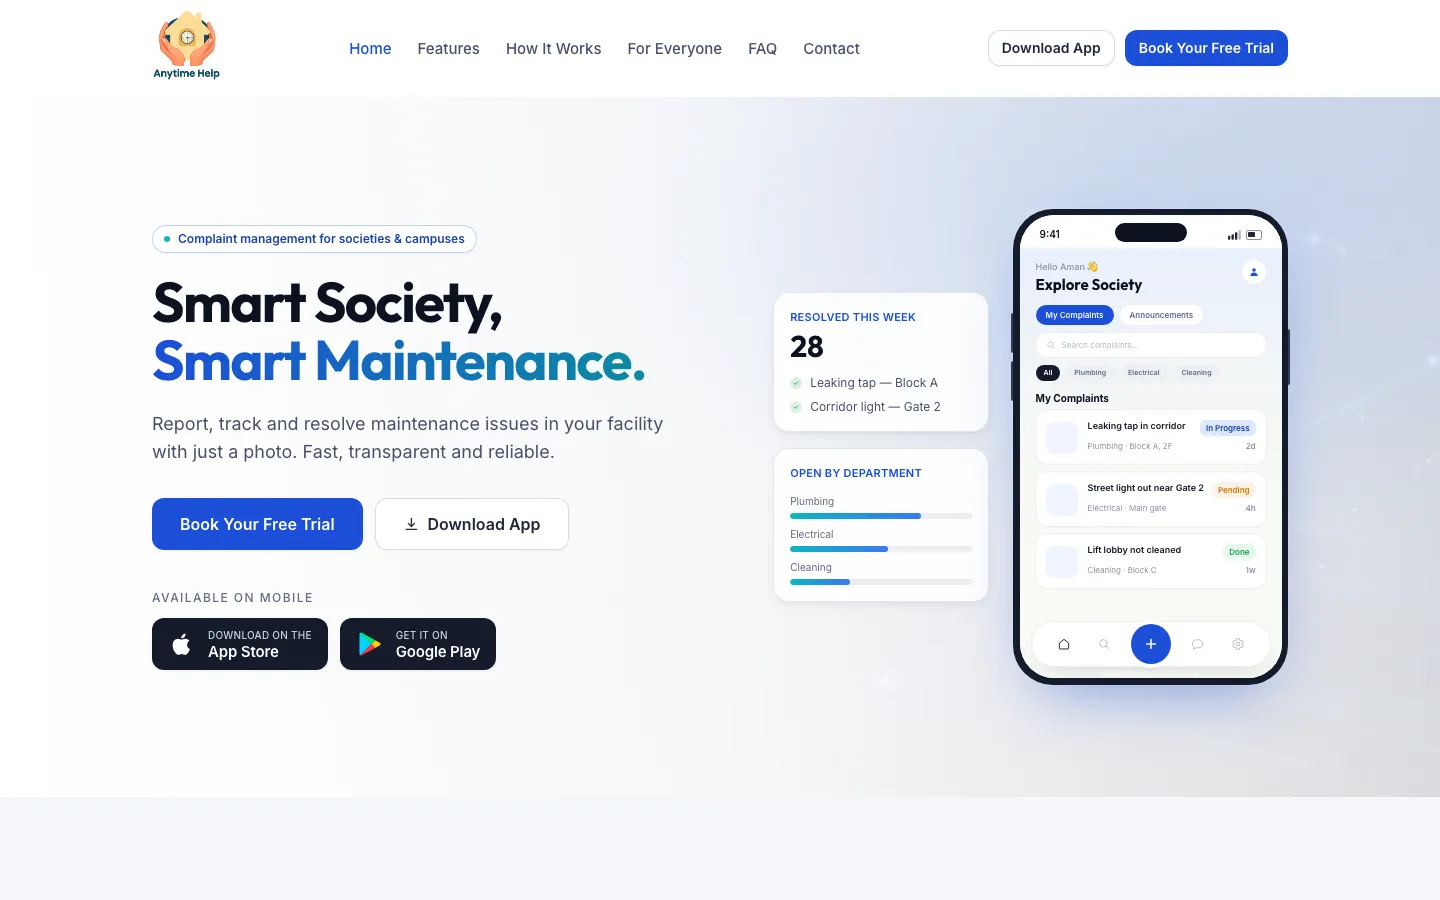 Anytime Help
Home
Features
How It Works
For Everyone
FAQ
Contact
Download App
Book Your Free Trial
Complaint management for societies & campuses
Smart Society,
Smart Maintenance.
Report, track and resolve maintenance issues in your facility
with just a photo. Fast, transparent and reliable.
Book Your Free Trial
Download App
AVAILABLE ON MOBILE
DOWNLOAD ON THE
App Store
GET IT ON
Google Play
RESOLVED THIS WEEK
28
Leaking tap — Block A
Corridor light — Gate 2
OPEN BY DEPARTMENT
Plumbing
Electrical
Cleaning
9:41
Hello Aman 👋
Explore Society
My Complaints
Announcements
Search complaints...
All
Plumbing
Electrical
Cleaning
My Complaints
Leaking tap in corridor
In Progress
Plumbing · Block A, 2F
2d
Street light out near Gate 2
Pending
Electrical · Main gate
4h
Lift lobby not cleaned
Done
Cleaning · Block C
1w